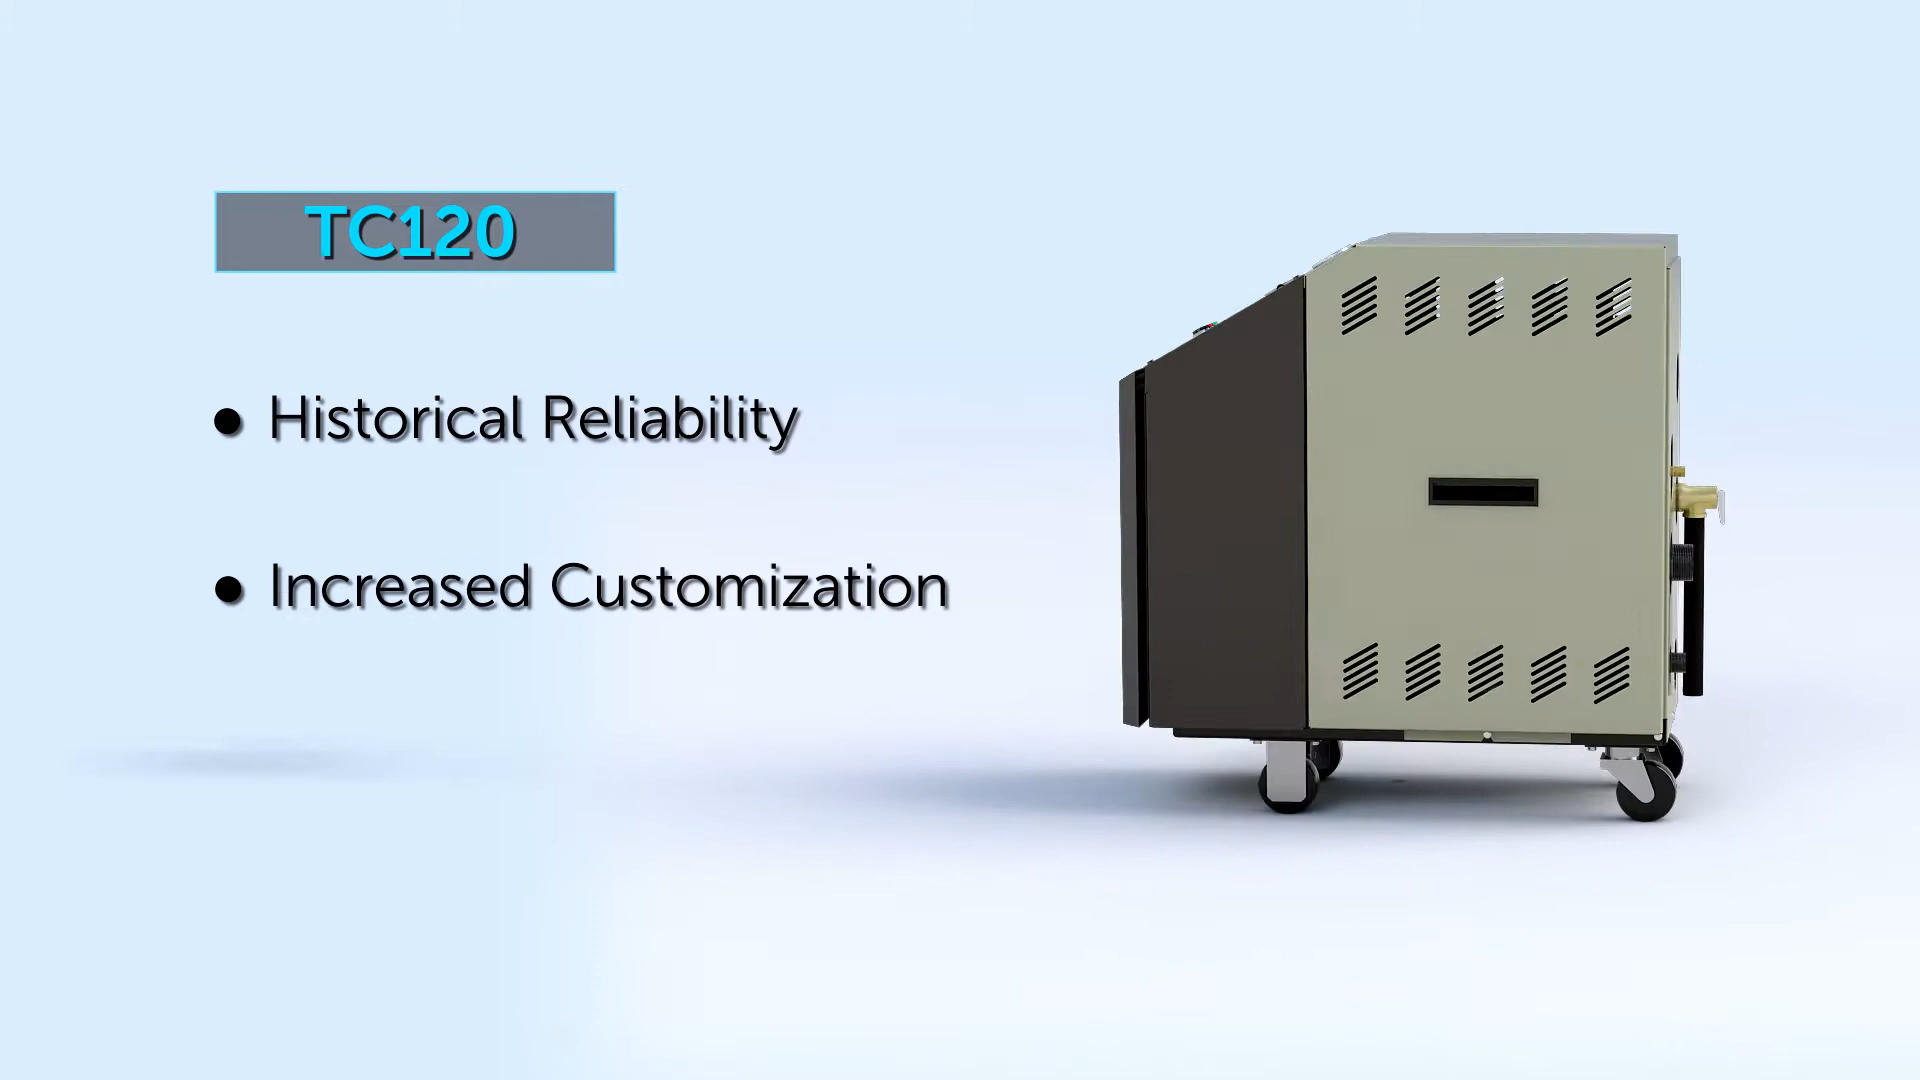 TC120
● Historical Reliability
● Increased Customization